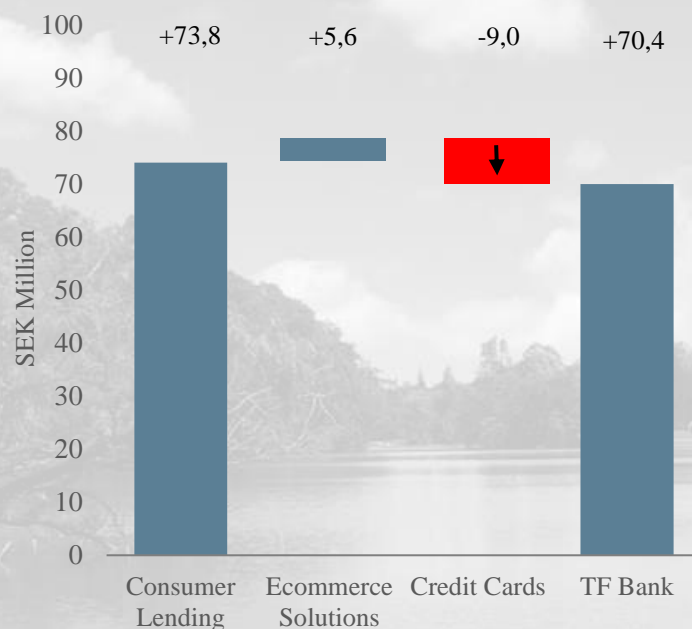 +73,8 +5,6 -9,0 +70,4
100
90
80
70
60
50
40
30
20
10
0
SEK Million
Consumer Lending
Ecommerce Solutions
Credit Cards
TF Bank